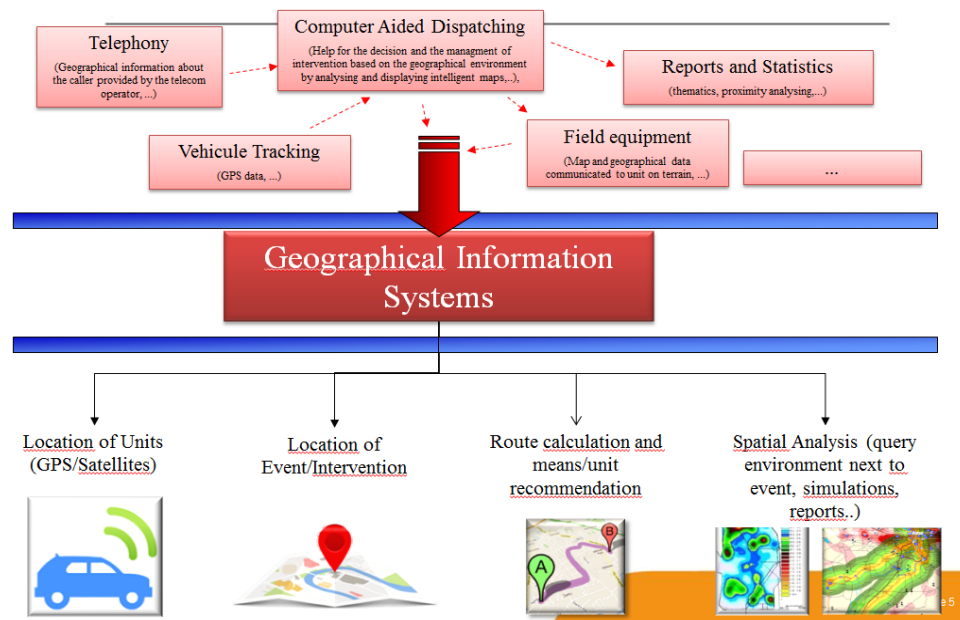 Computer Aided Dispatching
(Help for the decision and the managment of
intervention based on the geographical environment
by analysing and displaying intelligent maps,..),
Telephony
(Geographical information about
the caller provided by the telecom
operator, ...)
Reports and Statistics
(thematics, proximity analysing,...)
Vehicule Tracking
(GPS data, ...)
Field equipment
(Map and geographical data
communicated to unit on terrain, ...)
...
Geographical Information
Systems
Location of Units
(GPS/Satellites)
Location of
Event/Intervention
Route calculation and
means/unit
recommendation
Spatial Analysis (query
environment next to
event, simulations,
reports..)
A
B
e 5